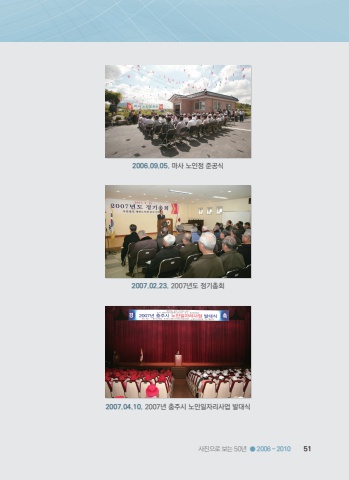 2006.09.05. 마사 노인정 준공식
2007년도 정기총회
2007.02.23. 2007년도 정기총회
2007년 충주시 노인일자리사업 발대식
2007.04.10. 2007년 충주시 노인일자리사업 발대식
사진으로 보는 50년 ● 2006 ~ 2010 51